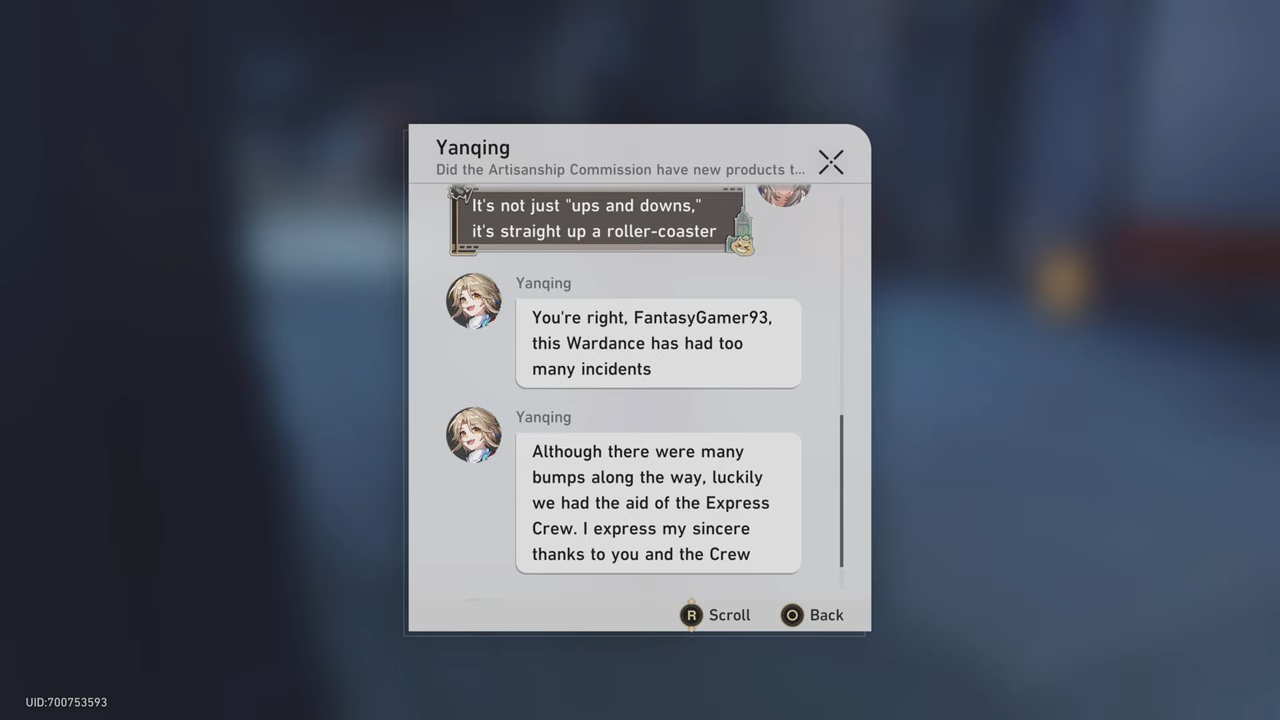 Yanqing
Did the Artisanship Commission have new products t...
It's not just "ups and downs,"
it's straight up a roller-coaster
Yanqing
You're right, FantasyGamer93,
this Wardance has had too
many incidents
Yanqing
Although there were many
bumps along the way, luckily
we had the aid of the Express
Crew. I express my sincere
thanks to you and the Crew
R Scroll
Back
UID:700753593